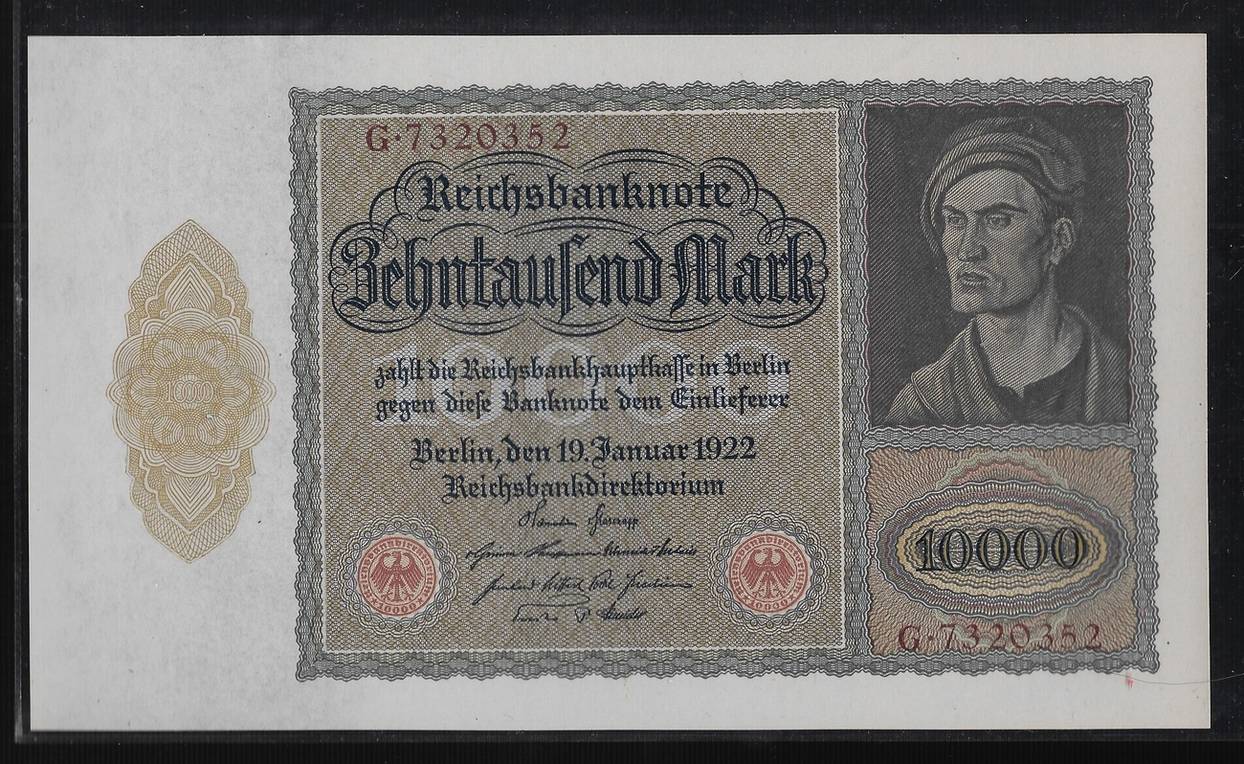 G·7320352
Reichsbanknote
Zehntauſend Mark
10000
zahlt die Reichsbankhauptkaſſe in Berlin
gegen dieſe Banknote dem Einlieferer
Berlin, den 19. Januar 1922
Reichsbankdirektorium
10000
G·7320352